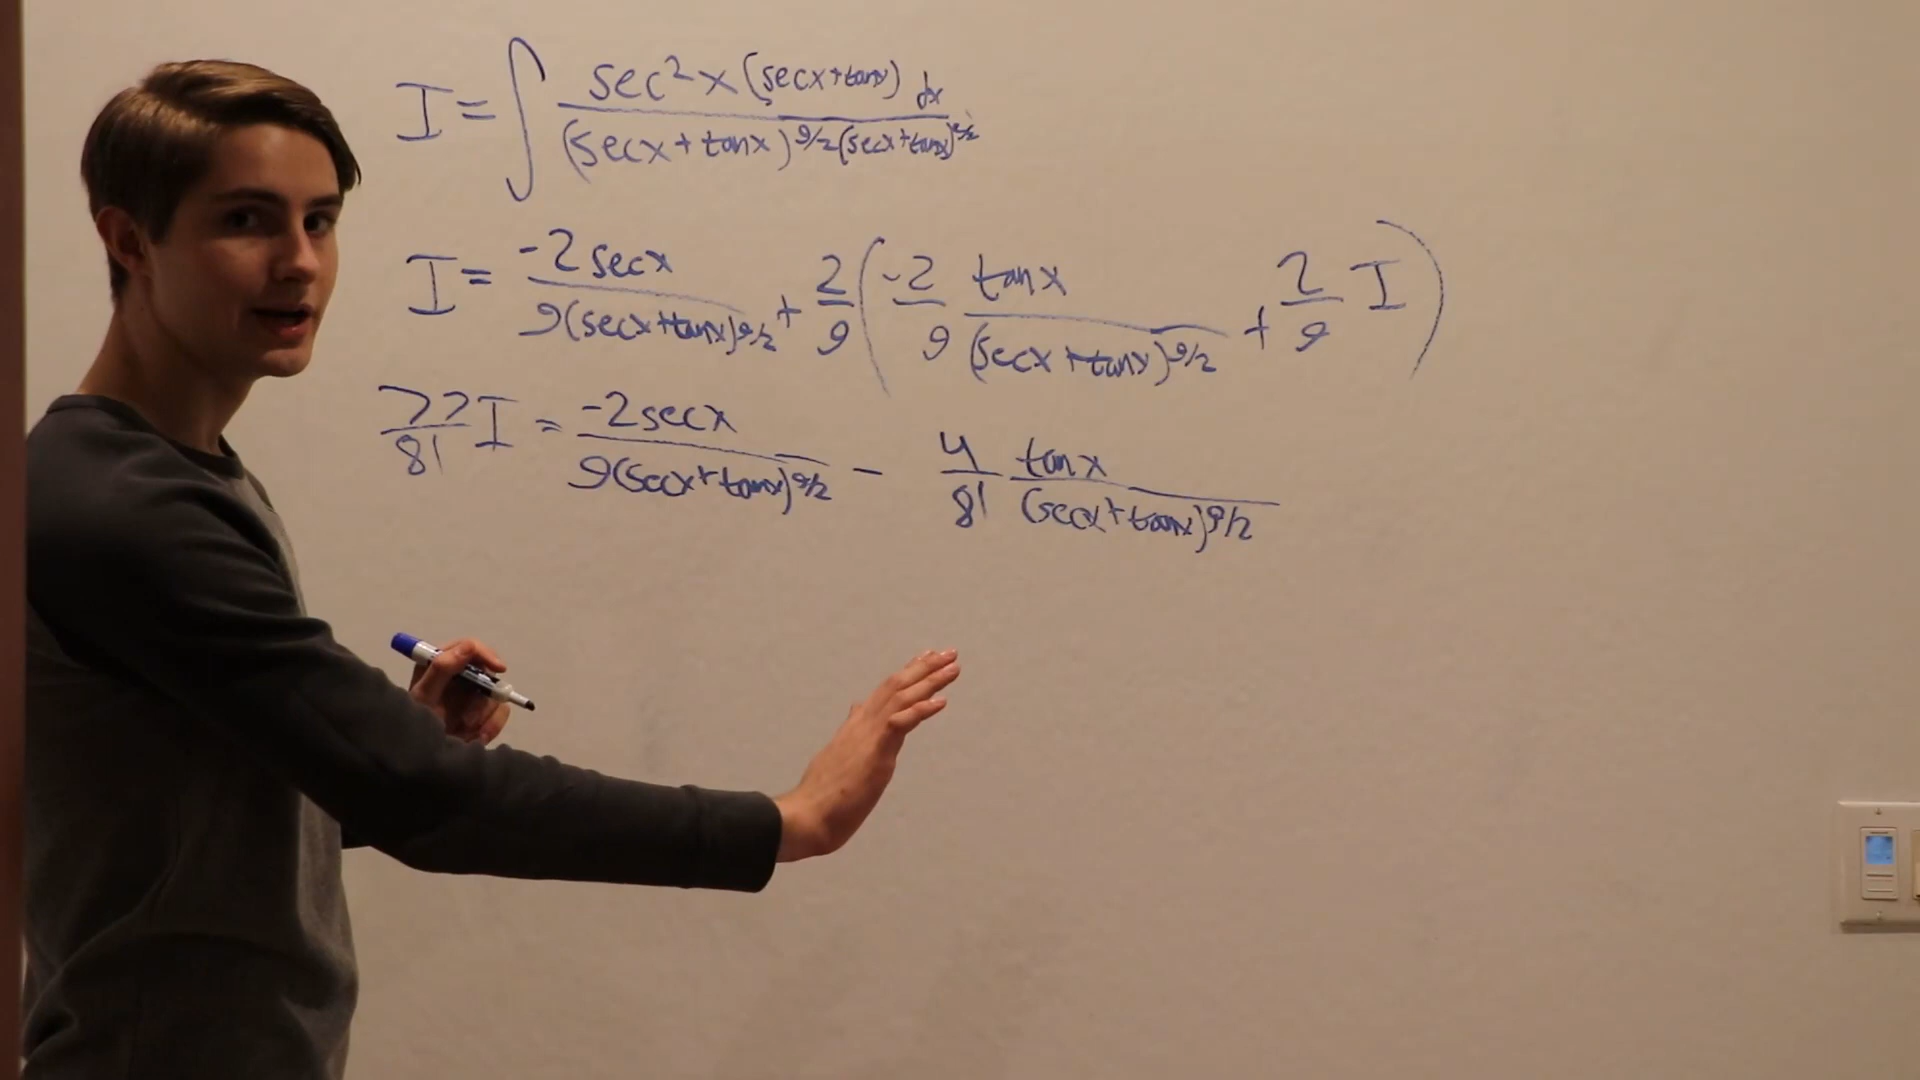 I = ∫ sec²x (secx+tanx) dx / (secx+tanx)^9/2 (secx+tanx)
I = -2 secx / 9(secx+tanx)^9/2 + 2/9 ( -2/9 tanx / (secx+tanx)^9/2 + 2/9 I )
77/81 I = -2secx / 9(secx+tanx)^9/2 - 4/81 tanx / (secx+tanx)^9/2